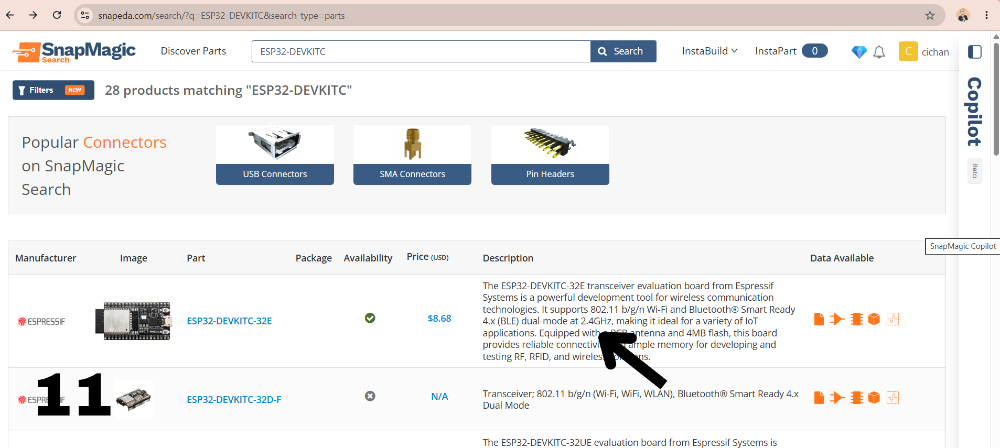 snapeda.com/search/?q=ESP32-DEVKITC&search-type=parts
SnapMagic
Search
Discover Parts
ESP32-DEVKITC
Search
InstaBuild
InstaPart 0
C cichan
Filters NEW
28 products matching "ESP32-DEVKITC"
Copilot
Beta
Popular Connectors
on SnapMagic
Search
USB Connectors
SMA Connectors
Pin Headers
SnapMagic Copilot
Manufacturer Image Part Package Availability Price (USD) Description Data Available
ESPRESSIF
ESP32-DEVKITC-32E
$8.68
The ESP32-DEVKITC-32E transceiver evaluation board from Espressif
Systems is a powerful development tool for wireless communication
technologies. It supports 802.11 b/g/n Wi-Fi and Bluetooth® Smart Ready
4.x (BLE) dual-mode at 2.4GHz, making it ideal for a variety of IoT
applications. Equipped with a PCB antenna and 4MB flash, this board
provides reliable connectivi ample memory for developing and
testing RF, RFID, and wireles
11
ESP32-DEVKITC-32D-F
N/A
Transceiver; 802.11 b/g/n (Wi-Fi, WiFi, WLAN), Bluetooth® Smart Ready 4.x
Dual Mode
The ESP32-DEVKITC-32UE evaluation board from Espressif Systems is